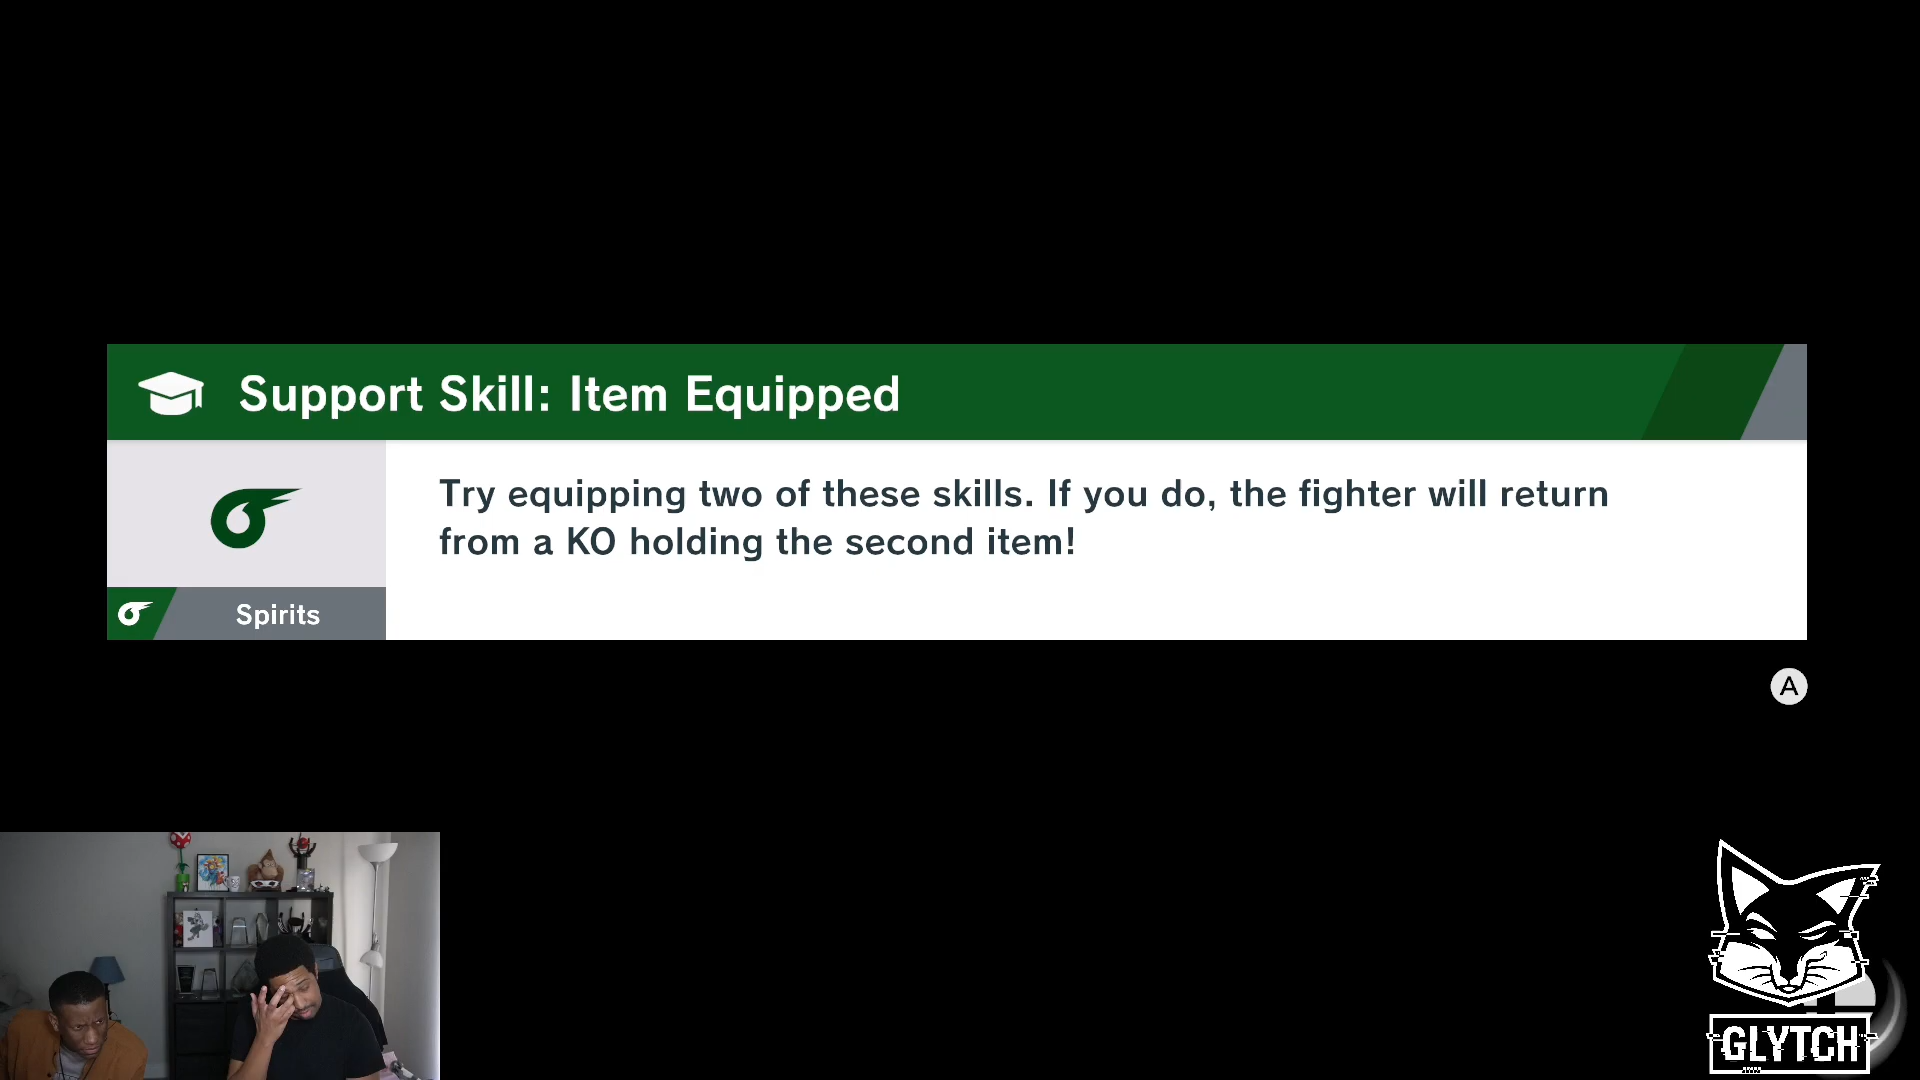 Support Skill: Item Equipped
Try equipping two of these skills. If you do, the fighter will return
from a KO holding the second item!
Spirits
A
GLYTCH